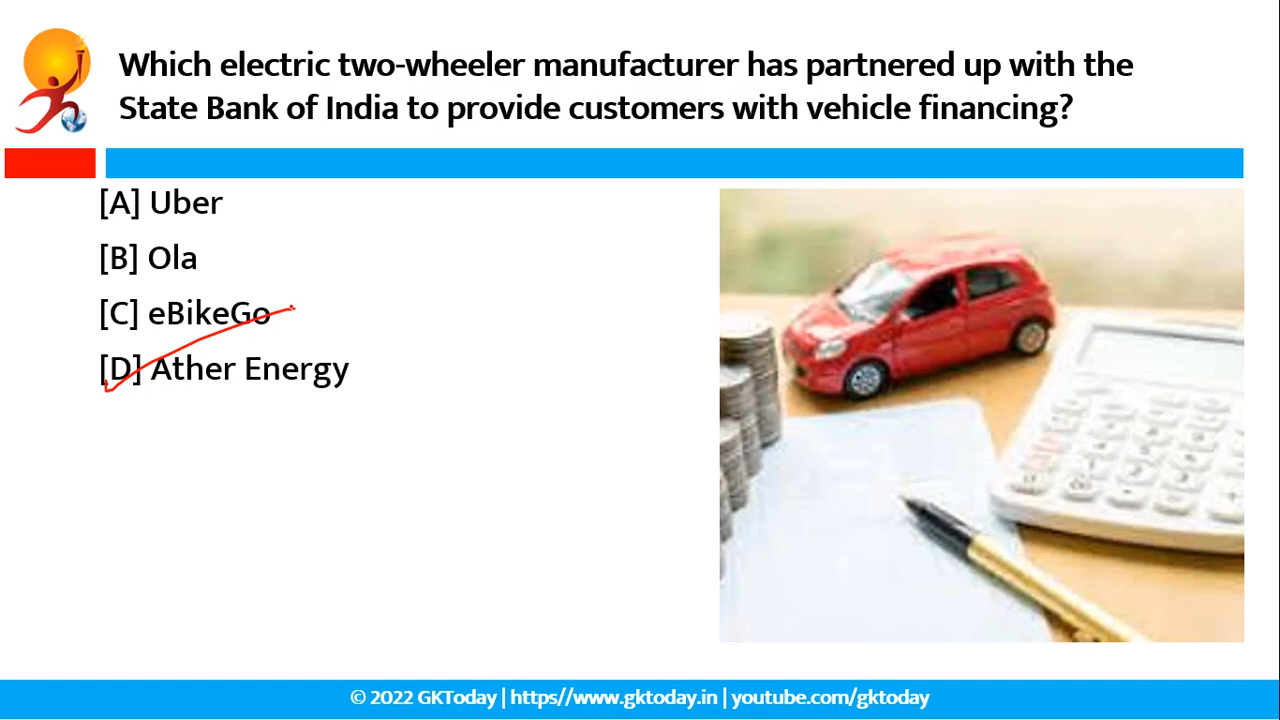 Which electric two-wheeler manufacturer has partnered up with the
State Bank of India to provide customers with vehicle financing?
[A] Uber
[B] Ola
[C] eBikeGo
[D] Ather Energy
© 2022 GKToday | https//www.gktoday.in | youtube.com/gktoday